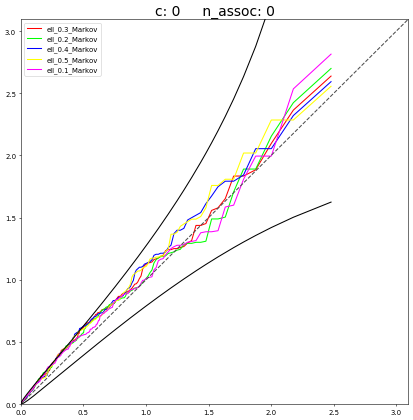 c: 0 n_assoc: 0
ell_0.3_Markov
ell_0.2_Markov
ell_0.4_Markov
ell_0.5_Markov
ell_0.1_Markov
3.0
2.5
2.0
1.5
1.0
0.5
0.0
0.0 0.5 1.0 1.5 2.0 2.5 3.0